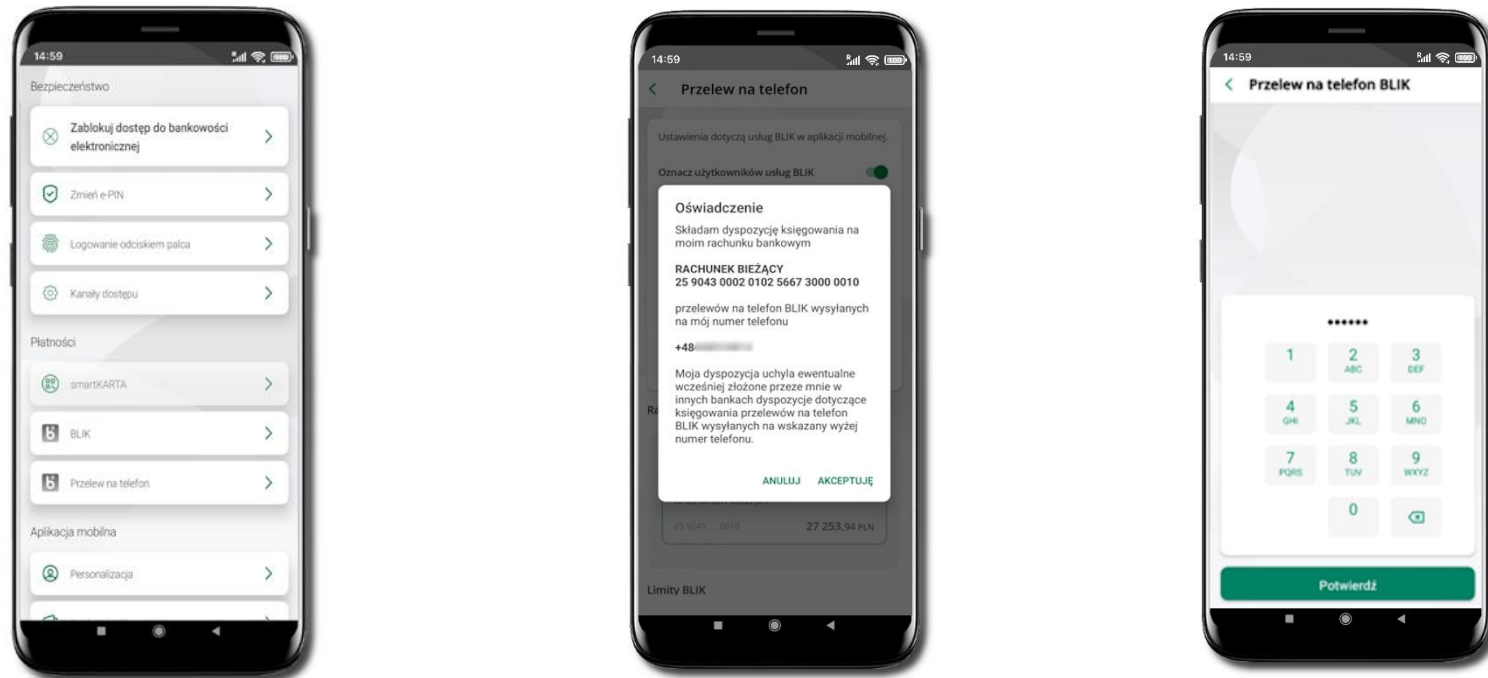 14:59
Bezpieczeństwo
Zablokuj dostęp do bankowości
elektronicznej
Zmień e-PIN
Logowanie odciskiem palca
Kanały dostępu
Płatności
smartKARTA
BLIK
Przelew na telefon
Aplikacja mobilna
Personalizacja
14:59
Przelew na telefon
Ustawienia dotyczą usług BLIK w aplikacji mobilnej.
Oznacz użytkowników usług BLIK
Oświadczenie
Składam dyspozycję księgowania na
moim rachunku bankowym
RACHUNEK BIEŻĄCY
25 9043 0002 0102 5667 3000 0010
przelewów na telefon BLIK wysyłanych
na mój numer telefonu
+48
Moja dyspozycja uchyla ewentualne
wcześniej złożone przeze mnie w
innych bankach dyspozycje dotyczące
księgowania przelewów na telefon
BLIK wysyłanych na wskazany wyżej
numer telefonu.
ANULUJ AKCEPTUJĘ
25 9043 .... 0010 27 253,94 PLN
Limity BLIK
14:59
Przelew na telefon BLIK
1 2 3
ABC DEF
4 5 6
GHI JKL MNO
7 8 9
PQRS TUV WXYZ
0
Potwierdź